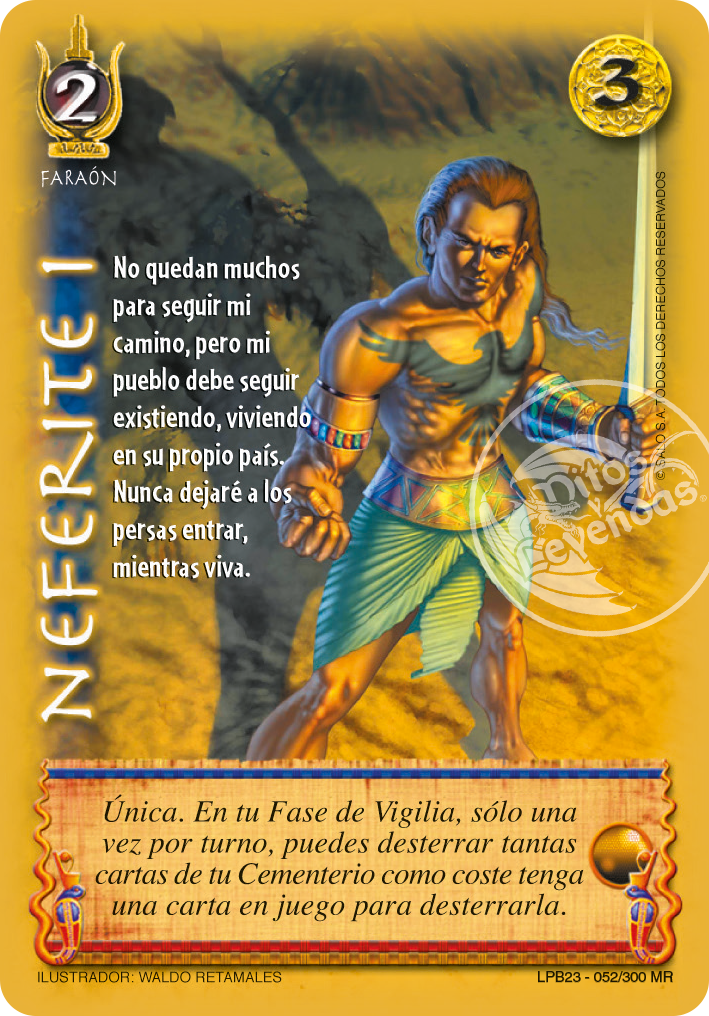 2
3
FARAÓN
NEFERITE I
No quedan muchos
para seguir mi
camino, pero mi
pueblo debe seguir
existiendo, viviendo
en su propio país.
Nunca dejaré a los
persas entrar,
mientras viva.
© SALO S.A. TODOS LOS DERECHOS RESERVADOS
Mitos
y
Leyendas
Única. En tu Fase de Vigilia, sólo una
vez por turno, puedes desterrar tantas
cartas de tu Cementerio como coste tenga
una carta en juego para desterrarla.
ILUSTRADOR: WALDO RETAMALES
LPB23 - 052/300 MR